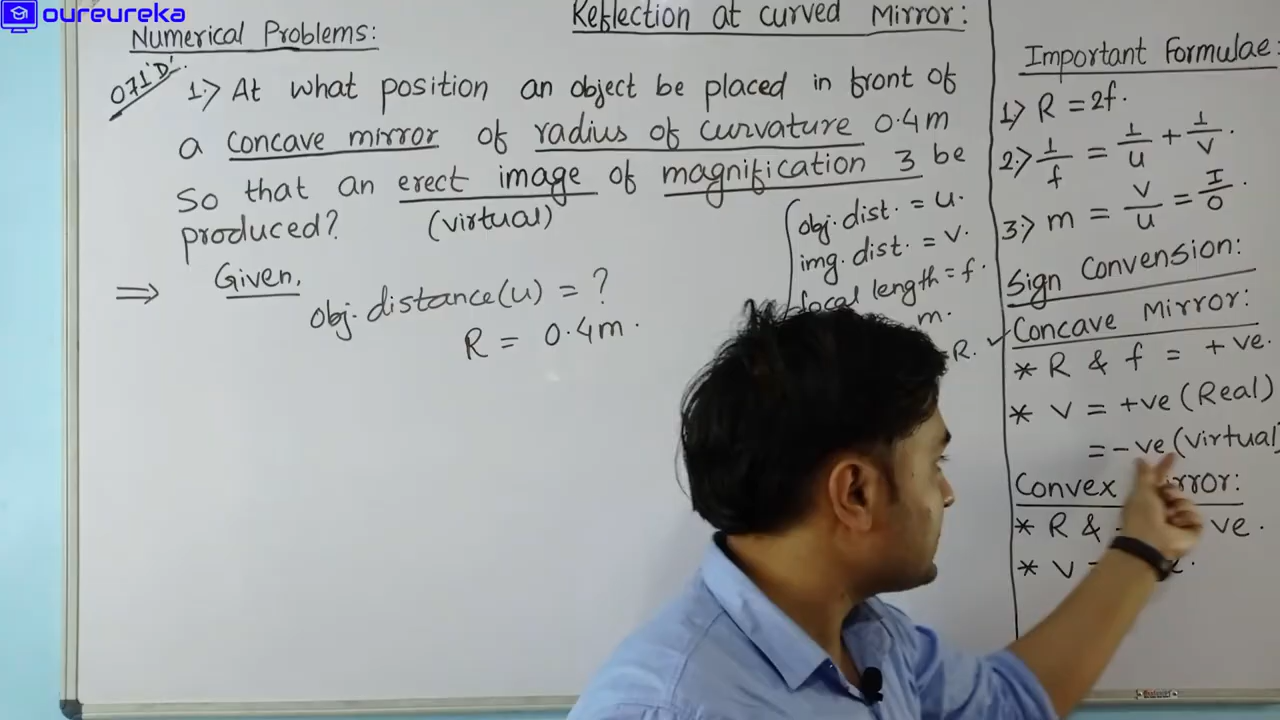 oureureka
Reflection at curved Mirror:
Numerical Problems:
071'D'.
1.> At what position an object be placed in front of
a concave mirror of radius of curvature 0.4m
so that an erect image of magnification 3 be
produced? (virtual)
⇒ Given,
obj. distance(u) = ?
R = 0.4m.
obj. dist. = u.
img. dist. = v.
focal length = f.
m.
R.
Important Formulae:
1> R = 2f.
2.> 1/f = 1/u + 1/v.
3.> m = v/u = I/O.
Sign Convension:
✓ Concave Mirror:
* R & f = +ve.
* v = +ve (Real)
= -ve (virtual)
Convex
* R & ve.
* v